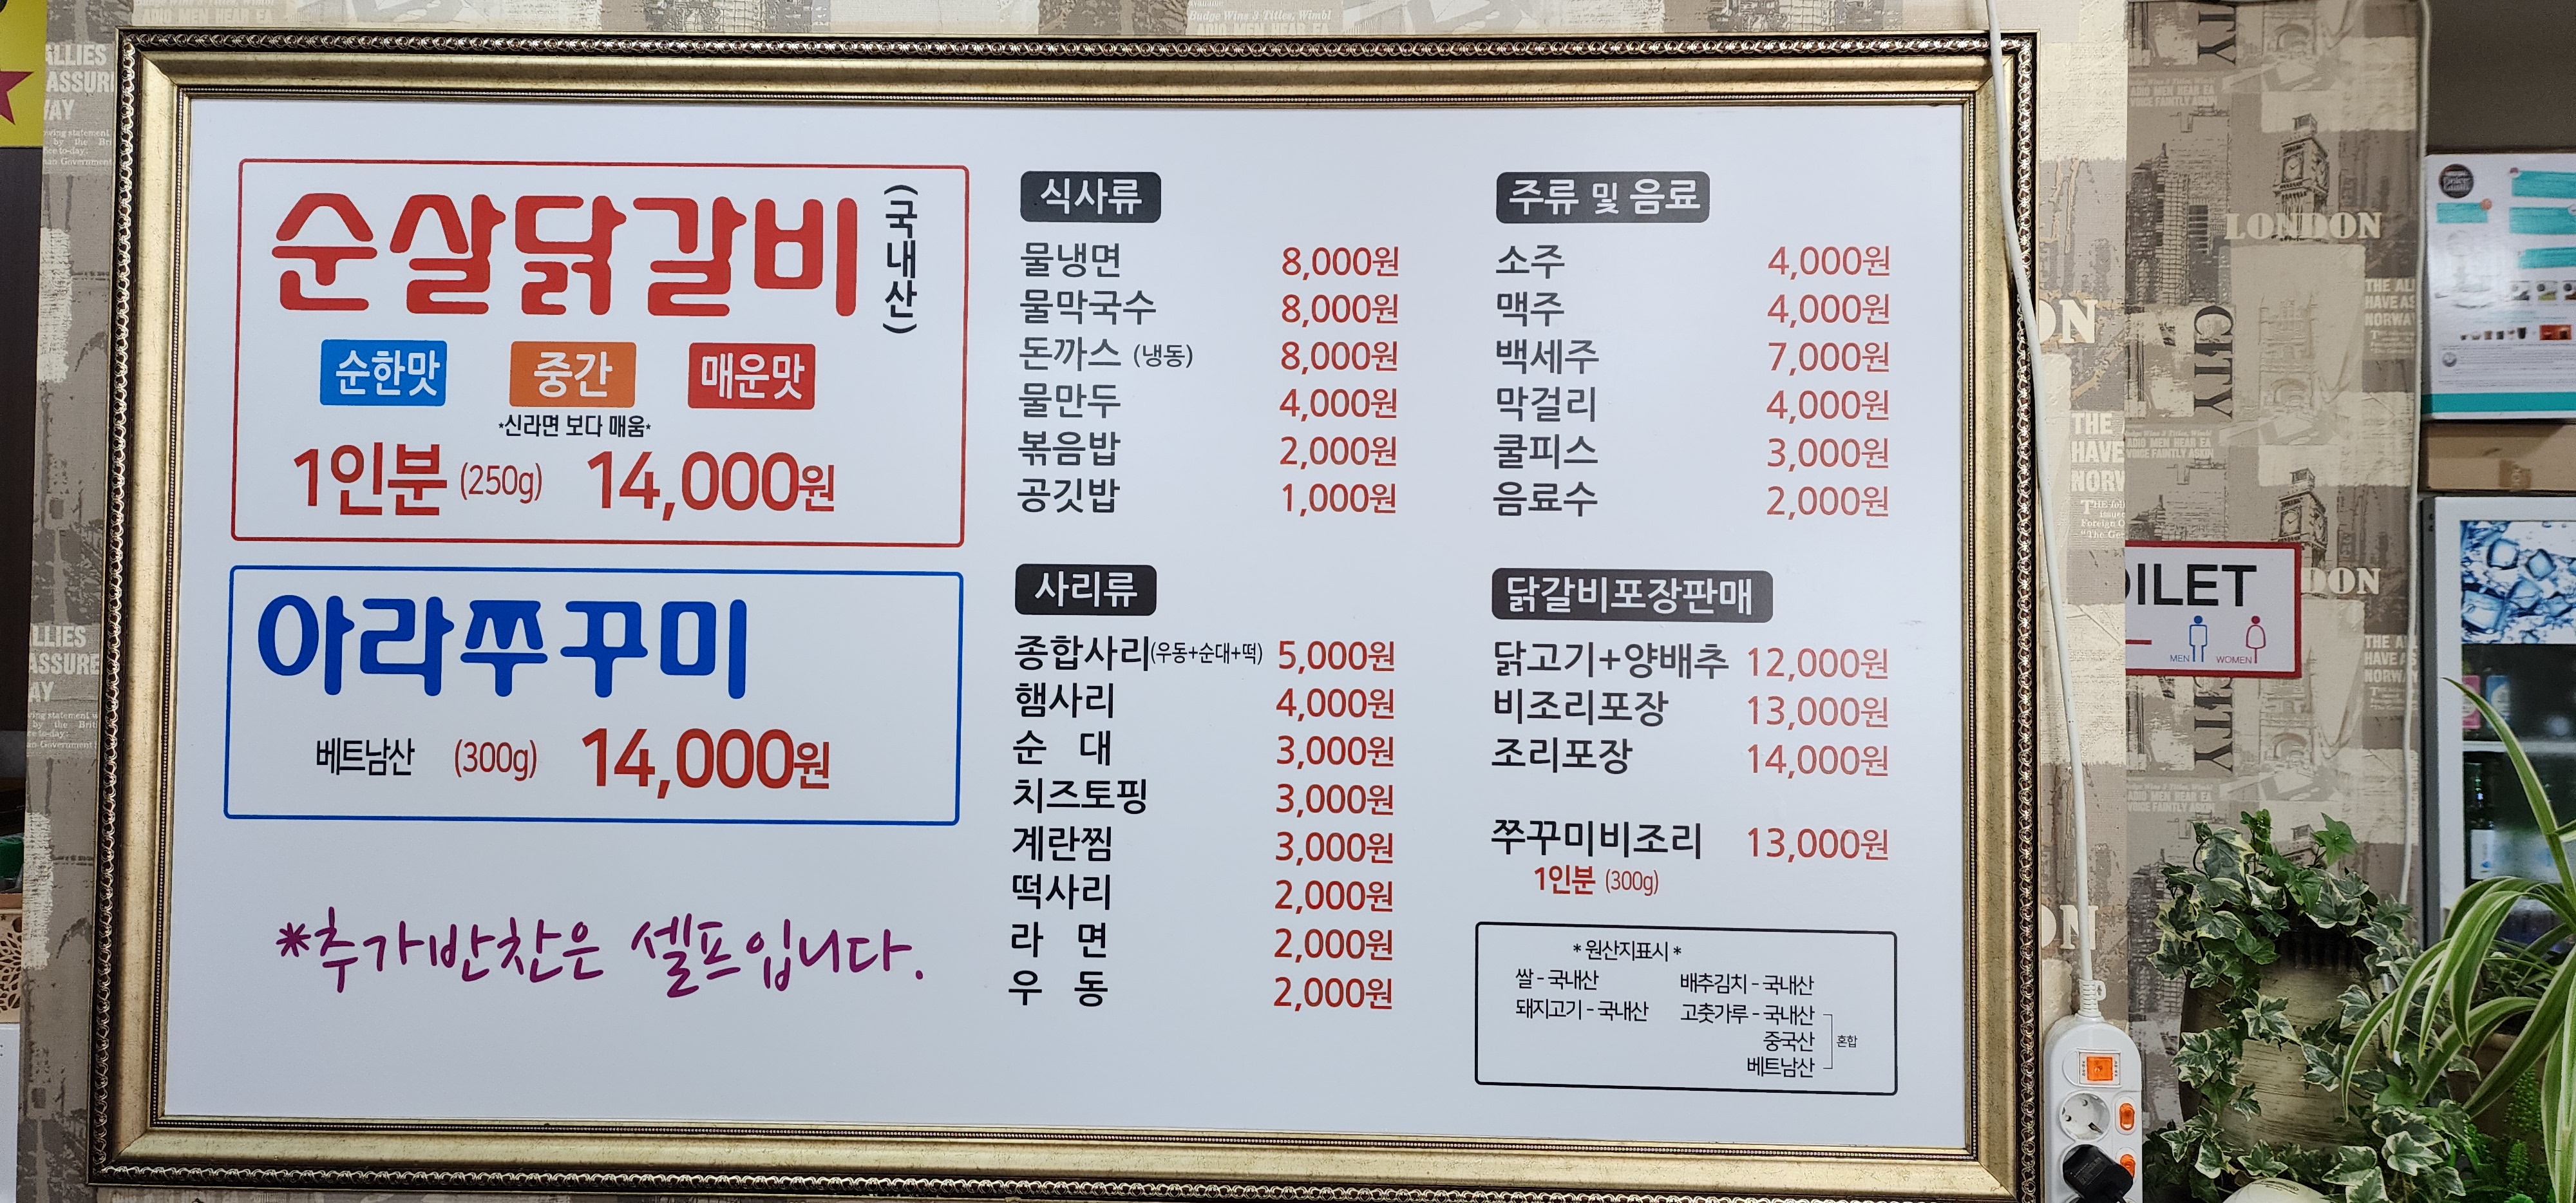 순살닭갈비
(국내산)
순한맛 중간 매운맛
*신라면 보다 매움*
1인분 (250g) 14,000원
아라쭈꾸미
베트남산 (300g) 14,000원
*추가반찬은 셀프입니다.
식사류
물냉면 8,000원
물막국수 8,000원
돈까스 (냉동) 8,000원
물만두 4,000원
볶음밥 2,000원
공깃밥 1,000원
사리류
종합사리(우동+순대+떡) 5,000원
햄사리 4,000원
순 대 3,000원
치즈토핑 3,000원
계란찜 3,000원
떡사리 2,000원
라 면 2,000원
우 동 2,000원
주류 및 음료
소주 4,000원
맥주 4,000원
백세주 7,000원
막걸리 4,000원
쿨피스 3,000원
음료수 2,000원
닭갈비포장판매
닭고기+양배추 12,000원
비조리포장 13,000원
조리포장 14,000원
쭈꾸미비조리 13,000원
1인분 (300g)
*원산지표시*
쌀-국내산 배추김치-국내산
돼지고기-국내산 고춧가루-국내산
중국산 혼합
베트남산
LONDON
CITY
ILET
MEN WOMEN